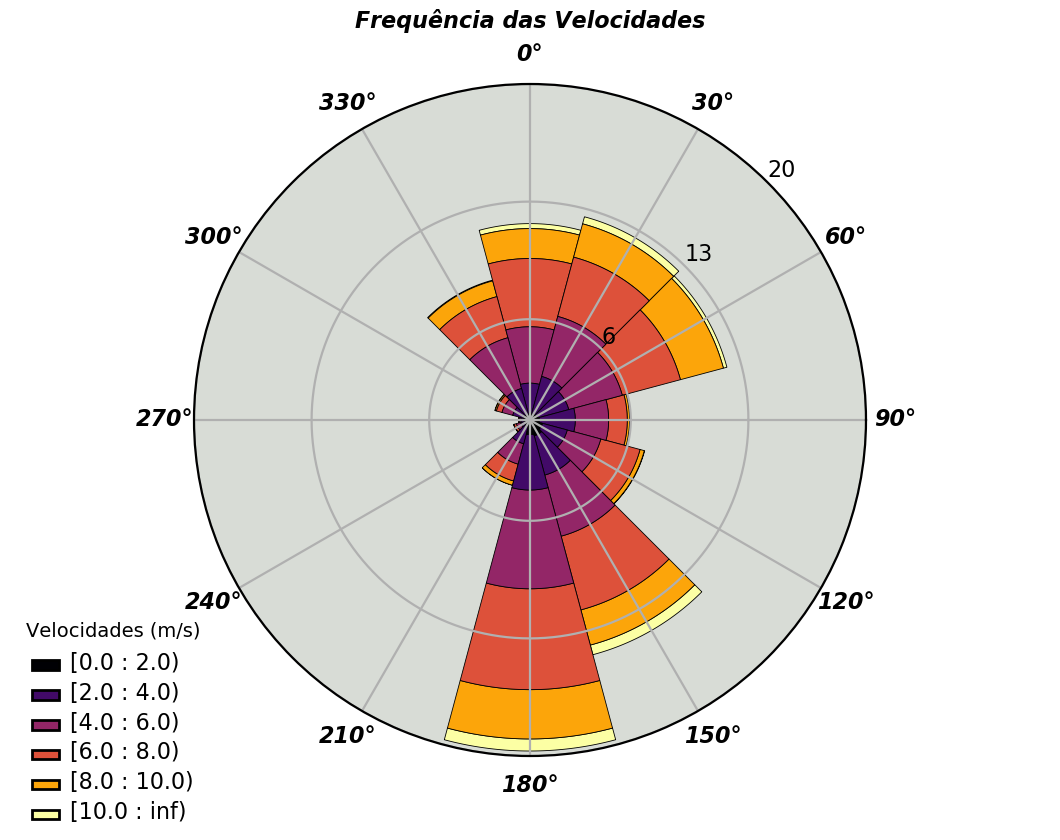 Frequência das Velocidades
0°
330°
30°
20
300°
60°
13
6
270°
90°
240°
120°
210°
150°
180°
Velocidades (m/s)
[0.0 : 2.0)
[2.0 : 4.0)
[4.0 : 6.0)
[6.0 : 8.0)
[8.0 : 10.0)
[10.0 : inf)